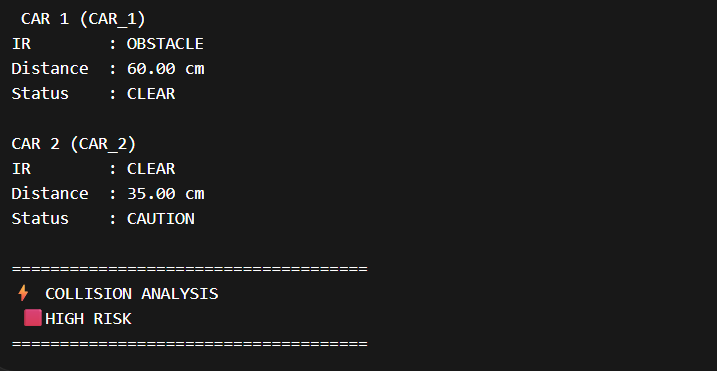 CAR 1 (CAR_1)
IR        : OBSTACLE
Distance  : 60.00 cm
Status    : CLEAR

CAR 2 (CAR_2)
IR        : CLEAR
Distance  : 35.00 cm
Status    : CAUTION

=====================================
⚡ COLLISION ANALYSIS
🟥 HIGH RISK
=====================================